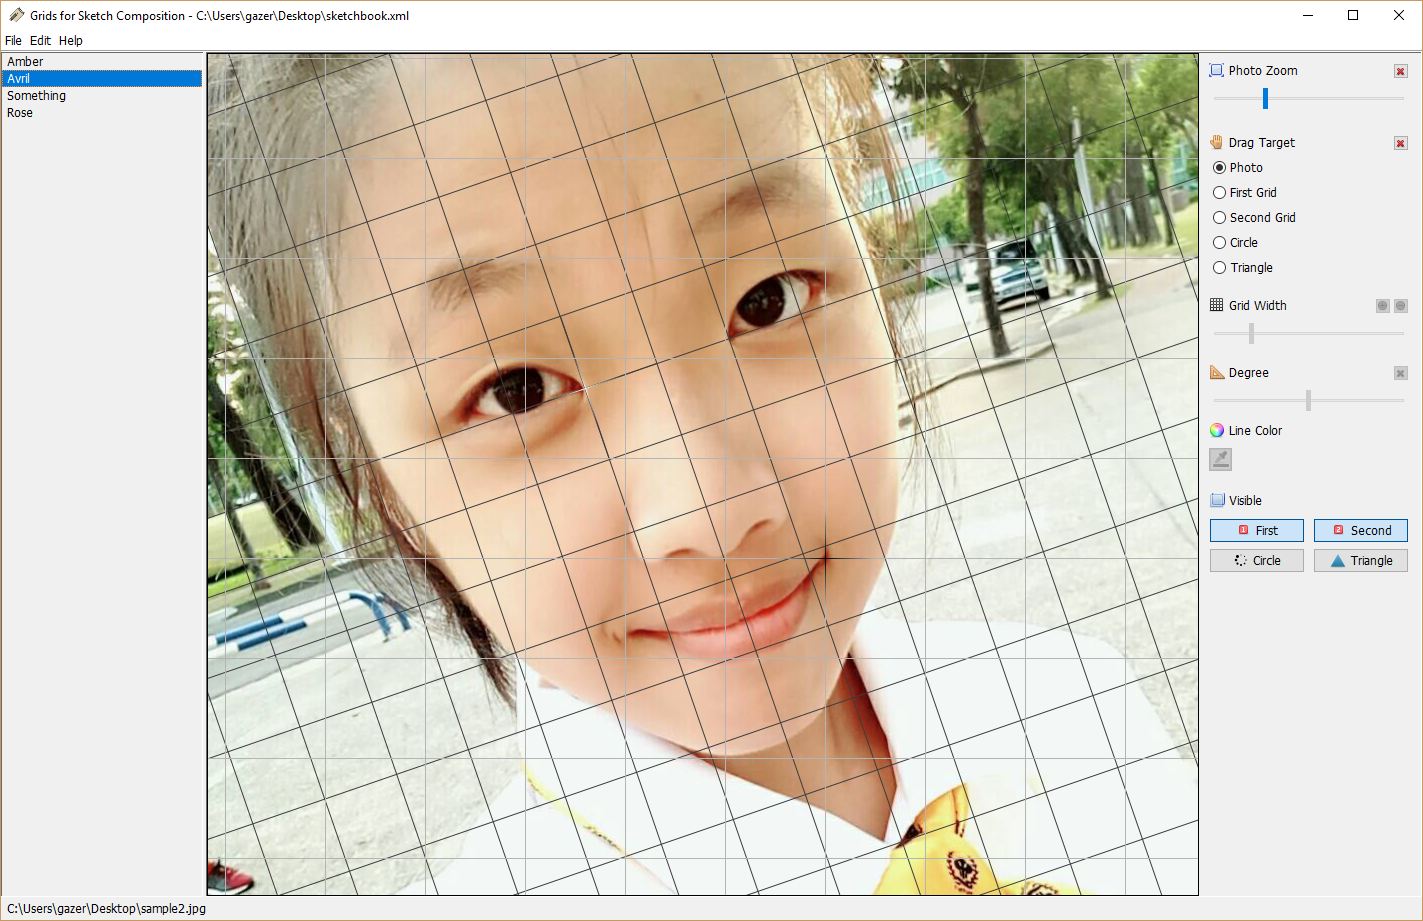 Grids for Sketch Composition - C:\Users\gazer\Desktop\sketchbook.xml
File Edit Help
Amber
Avril
Something
Rose
Photo Zoom
Drag Target
Photo
First Grid
Second Grid
Circle
Triangle
Grid Width
Degree
Line Color
Visible
1 First
2 Second
Circle
Triangle
C:\Users\gazer\Desktop\sample2.jpg